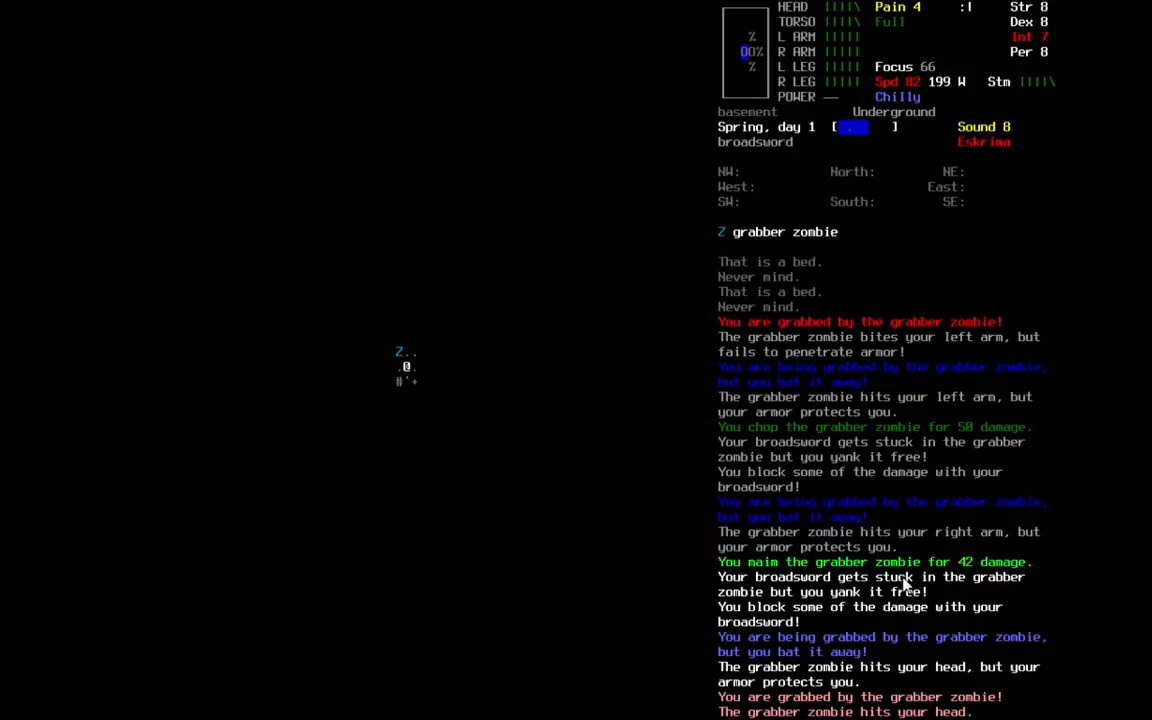 HEAD ||||\ Pain 4 :| Str 8
TORSO ||||\ Full Dex 8
% L ARM ||||| Int 7
00% R ARM ||||| Per 8
% L LEG ||||| Focus 66
R LEG ||||| Spd 82 199 W Stm ||||\
POWER — Chilly
basement Underground
Spring, day 1 [ . ] Sound 8
broadsword Eskrima
NW: North: NE:
West: East:
SW: South: SE:
Z grabber zombie
That is a bed.
Never mind.
That is a bed.
Never mind.
You are grabbed by the grabber zombie!
The grabber zombie bites your left arm, but
fails to penetrate armor!
You are being grabbed by the grabber zombie,
but you bat it away!
The grabber zombie hits your left arm, but
your armor protects you.
You chop the grabber zombie for 50 damage.
Your broadsword gets stuck in the grabber
zombie but you yank it free!
You block some of the damage with your
broadsword!
You are being grabbed by the grabber zombie,
but you bat it away!
The grabber zombie hits your right arm, but
your armor protects you.
You maim the grabber zombie for 42 damage.
Your broadsword gets stuck in the grabber
zombie but you yank it free!
You block some of the damage with your
broadsword!
You are being grabbed by the grabber zombie,
but you bat it away!
The grabber zombie hits your head, but your
armor protects you.
You are grabbed by the grabber zombie!
The grabber zombie hits your head.
Z..
.@.
#'+